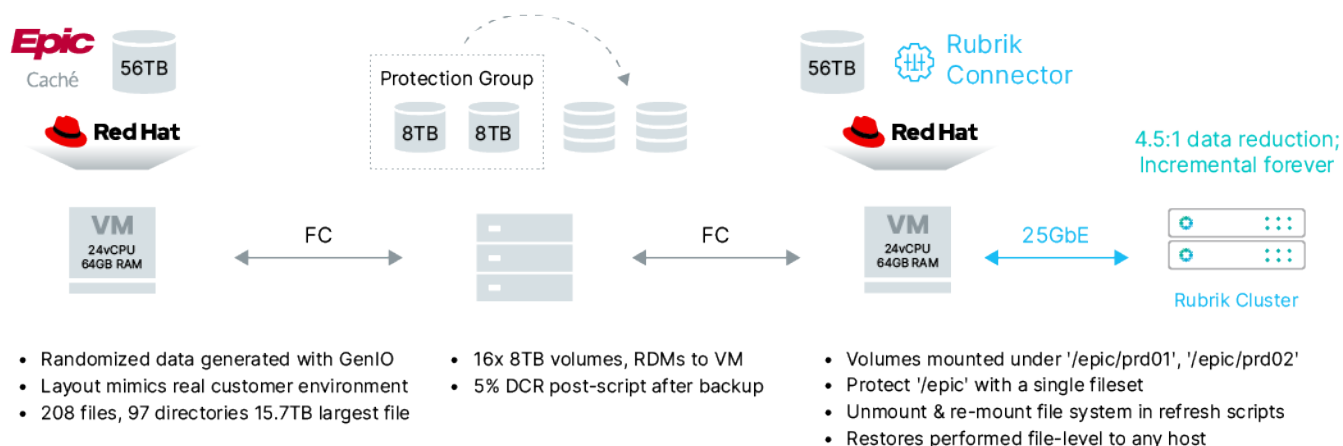 Epic
Caché
56TB
Red Hat
VM
24vCPU
64GB RAM
FC
Protection Group
8TB
8TB
FC
56TB
Rubrik
Connector
Red Hat
VM
24vCPU
64GB RAM
25GbE
4.5:1 data reduction;
Incremental forever
Rubrik Cluster
• Randomized data generated with GenIO
• Layout mimics real customer environment
• 208 files, 97 directories 15.7TB largest file
• 16x 8TB volumes, RDMs to VM
• 5% DCR post-script after backup
• Volumes mounted under '/epic/prd01', '/epic/prd02'
• Protect '/epic' with a single fileset
• Unmount & re-mount file system in refresh scripts
• Restores performed file-level to any host